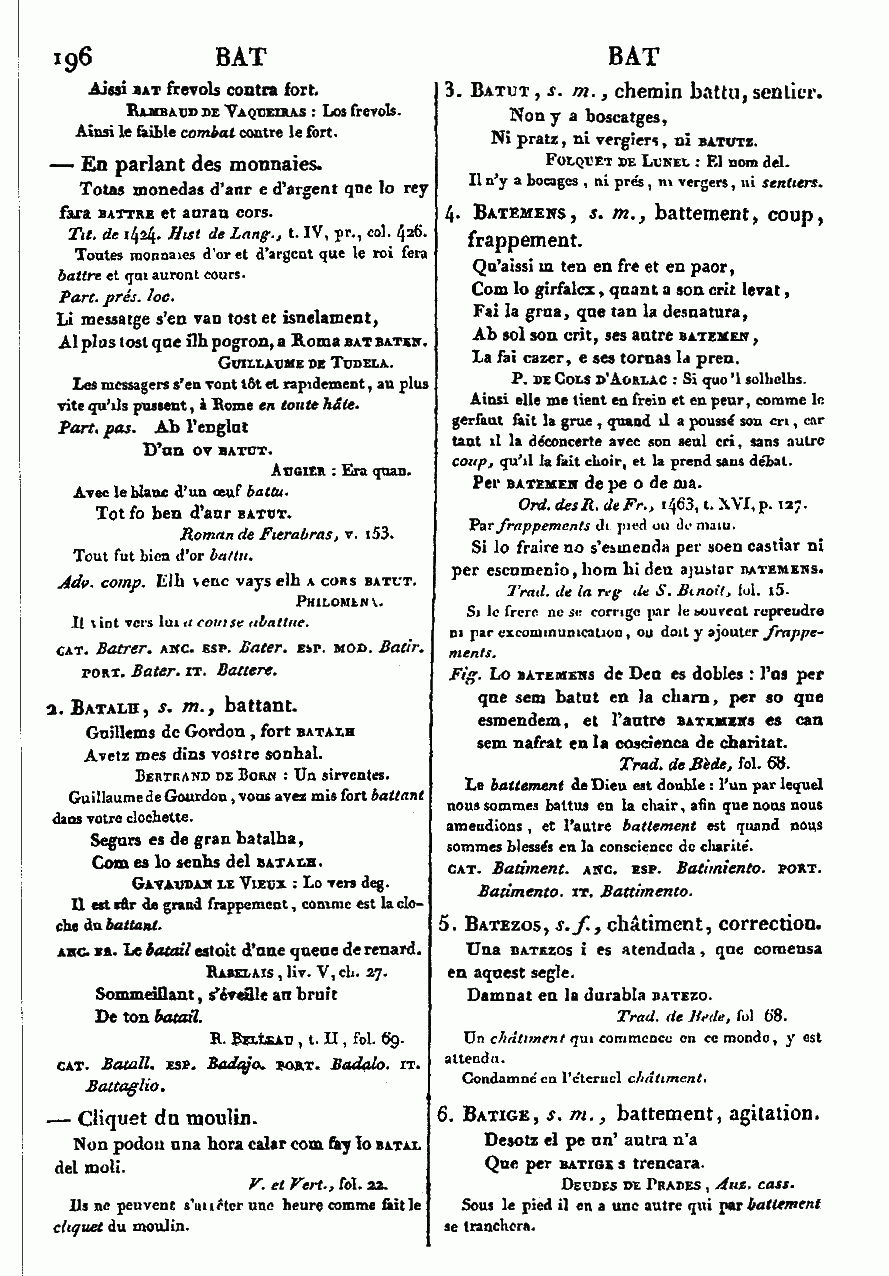 196 BAT BAT
Aissi BAT frevols contra fort.
RAMBAUD DE VAQUEIRAS : Los frevols.
Ainsi le faible combat contre le fort.
— En parlant des monnaies.
Totas monedas d'aur e d'argent que lo rey
fara BATTRE et auran cors.
Tit. de 1424. Hist de Lang., t. IV, pr., col. 426.
Toutes monnaies d'or et d'argent que le roi fera
battre et qui auront cours.
Part. prés. loc.
Li messatge s'en van tost et isnelament,
Al plus tost que ilh pogron, a Roma BATBATEN.
GUILLAUME DE TUDELA.
Les messagers s'en vont tôt et rapidement, au plus
vite qu'ils pussent, à Rome en toute hâte.
Part. pas. Ab l'englut
D'un ov BATUT.
AUGIER : Era quan.
Avec le blanc d'un œuf battu.
Tot fo ben d'aur BATUT.
Roman de Fierabras, v. 153.
Tout fut bien d'or battu.
Adv. comp. Elh venc vays elh A CORS BATUT.
PHILOMENA.
Il vint vers lui à course abattue.
CAT. Batrer. ANC. ESP. Bater. ESP. MOD. Batir.
PORT. Bater. IT. Battere.
2. BATALH, s. m., battant.
Guillems de Gordon, fort BATALH
Avetz mes dins vostre sonhal.
BERTRAND DE BORN : Un sirventes.
Guillaume de Gourdon, vous avez mis fort battant
dans votre clochette.
Segurs es de gran batalha,
Com es lo senhs del BATALH.
GAVAUDAN LE VIEUX : Lo vers deg.
Il est sûr de grand frappement, comme est la clo-
che du battant.
ANC. FR. Le batail estoit d'une queue de renard.
RABELAIS, liv. V, ch. 27.
Sommeillant, s'éveille au bruit
De ton batail.
R. BELLEAU, t. II, fol. 69.
CAT. Batall. ESP. Badajo. PORT. Badalo. IT.
Battaglio.
— Cliquet du moulin.
Non podon una hora calar com fay lo BATAL
del moli.
V. et Vert., fol. 22.
Ils ne peuvent s'arrêter une heure comme fait le
cliquet du moulin.
3. BATUT, s. m., chemin battu, sentier.
Non y a boscatges,
Ni pratz, ni vergiers, ni BATUTZ.
FOLQUET DE LUNEL : El nom del.
Il n'y a bocages, ni prés, ni vergers, ni sentiers.
4. BATEMENS, s. m., battement, coup,
frappement.
Qu'aissi m ten en fre et en paor,
Com lo girfalcx, quant a son crit levat,
Fai la grua, que tan la desnatura,
Ab sol son crit, ses autre BATEMEN,
La fai cazer, e ses tornas la pren.
P. DE COLS D'AORLAC : Si quo'l solhelhs.
Ainsi elle me tient en frein et en peur, comme le
gerfaut fait la grue, quand il a poussé son cri, car
tant il la déconcerte avec son seul cri, sans autre
coup, qu'il la fait choir, et la prend sans débat.
Per BATEMEN de pe o de ma.
Ord. des R. de Fr., 1463, t. XVI, p. 127.
Par frappements de pied ou de main.
Si lo fraire no s'esmenda per soen castiar ni
per escumenio, hom hi deu ajustar BATEMENS.
Trad. de la reg de S. Benoit, fol. 15.
Si le frere ne se corrige par le souvent reprendre
ni par excommunication, ou doit y ajouter frappe-
ments.
Fig. Lo BATEMENS de Deu es dobles : l'us per
que sem batut en la charn, per so que
esmendem, et l'autre BATEMENS es can
sem nafrat en la coscienca de charitat.
Trad. de Bède, fol. 68.
Le battement de Dieu est double : l'un par lequel
nous sommes battus en la chair, afin que nous nous
amendions, et l'autre battement est quand nous
sommes blessés en la conscience de charité.
CAT. Batiment. ANC. ESP. Batimiento. PORT.
Batimento. IT. Battimento.
5. BATEZOS, s. f., châtiment, correction.
Una BATEZOS i es atenduda, que comensa
en aquest segle.
Damnat en la durabla BATEZO.
Trad. de Bede, fol 68.
Un châtiment qui commence en ce monde, y est
attendu.
Condamné en l'éternel châtiment.
6. BATIGE, s. m., battement, agitation.
Desotz el pe un' autra n'a
Que per BATIGE s trencara.
DEUDES DE PRADES, Auz. cass.
Sous le pied il en a une autre qui par battement
se tranchera.